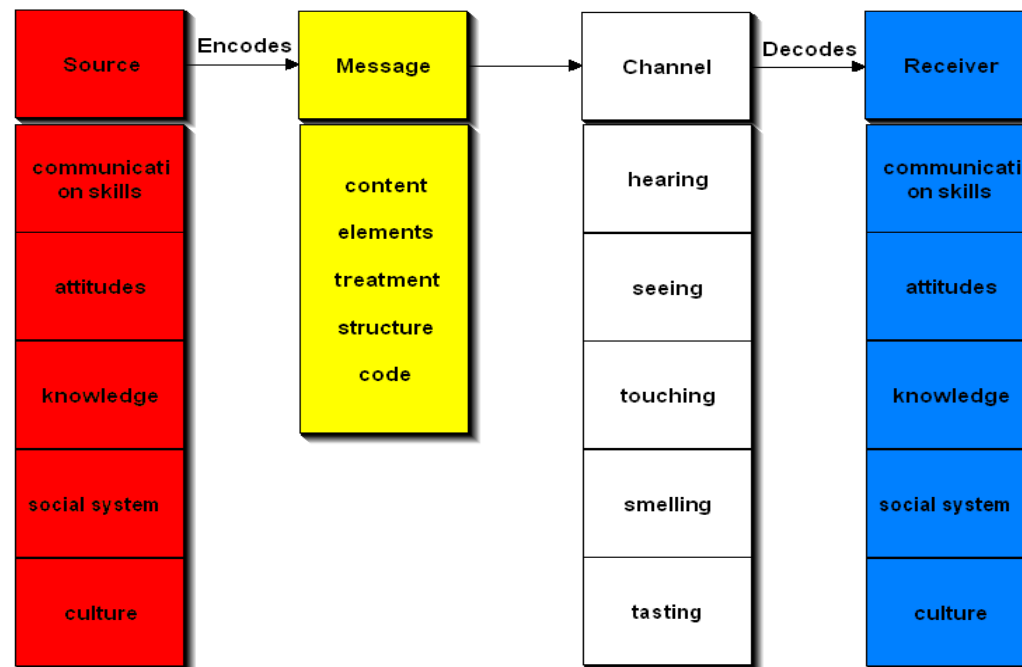 Source
Encodes
Message
Channel
Decodes
Receiver
communicati
on skills
attitudes
knowledge
social system
culture
content
elements
treatment
structure
code
hearing
seeing
touching
smelling
tasting
communicati
on skills
attitudes
knowledge
social system
culture